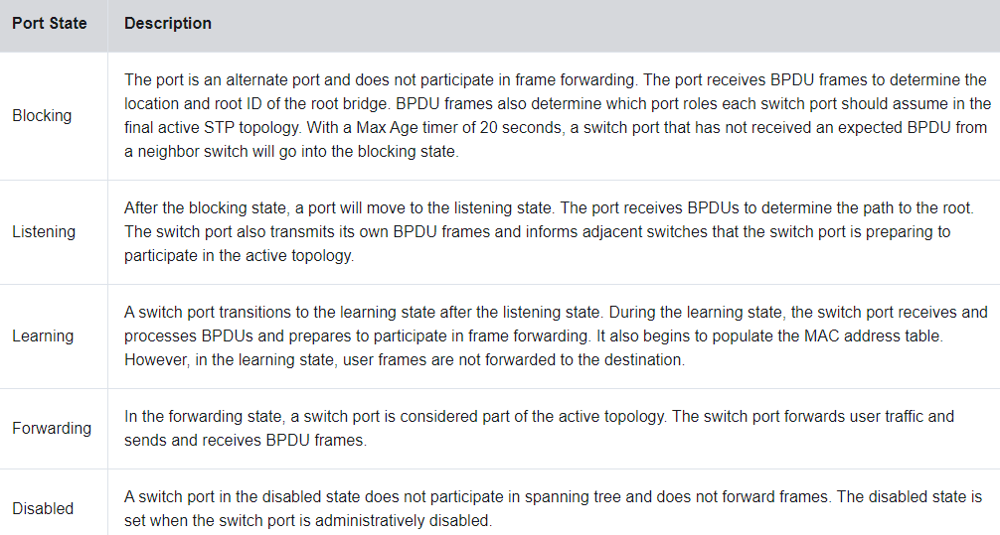 Port State Description
Blocking
The port is an alternate port and does not participate in frame forwarding. The port receives BPDU frames to determine the
location and root ID of the root bridge. BPDU frames also determine which port roles each switch port should assume in the
final active STP topology. With a Max Age timer of 20 seconds, a switch port that has not received an expected BPDU from
a neighbor switch will go into the blocking state.
Listening
After the blocking state, a port will move to the listening state. The port receives BPDUs to determine the path to the root.
The switch port also transmits its own BPDU frames and informs adjacent switches that the switch port is preparing to
participate in the active topology.
Learning
A switch port transitions to the learning state after the listening state. During the learning state, the switch port receives and
processes BPDUs and prepares to participate in frame forwarding. It also begins to populate the MAC address table.
However, in the learning state, user frames are not forwarded to the destination.
Forwarding
In the forwarding state, a switch port is considered part of the active topology. The switch port forwards user traffic and
sends and receives BPDU frames.
Disabled
A switch port in the disabled state does not participate in spanning tree and does not forward frames. The disabled state is
set when the switch port is administratively disabled.